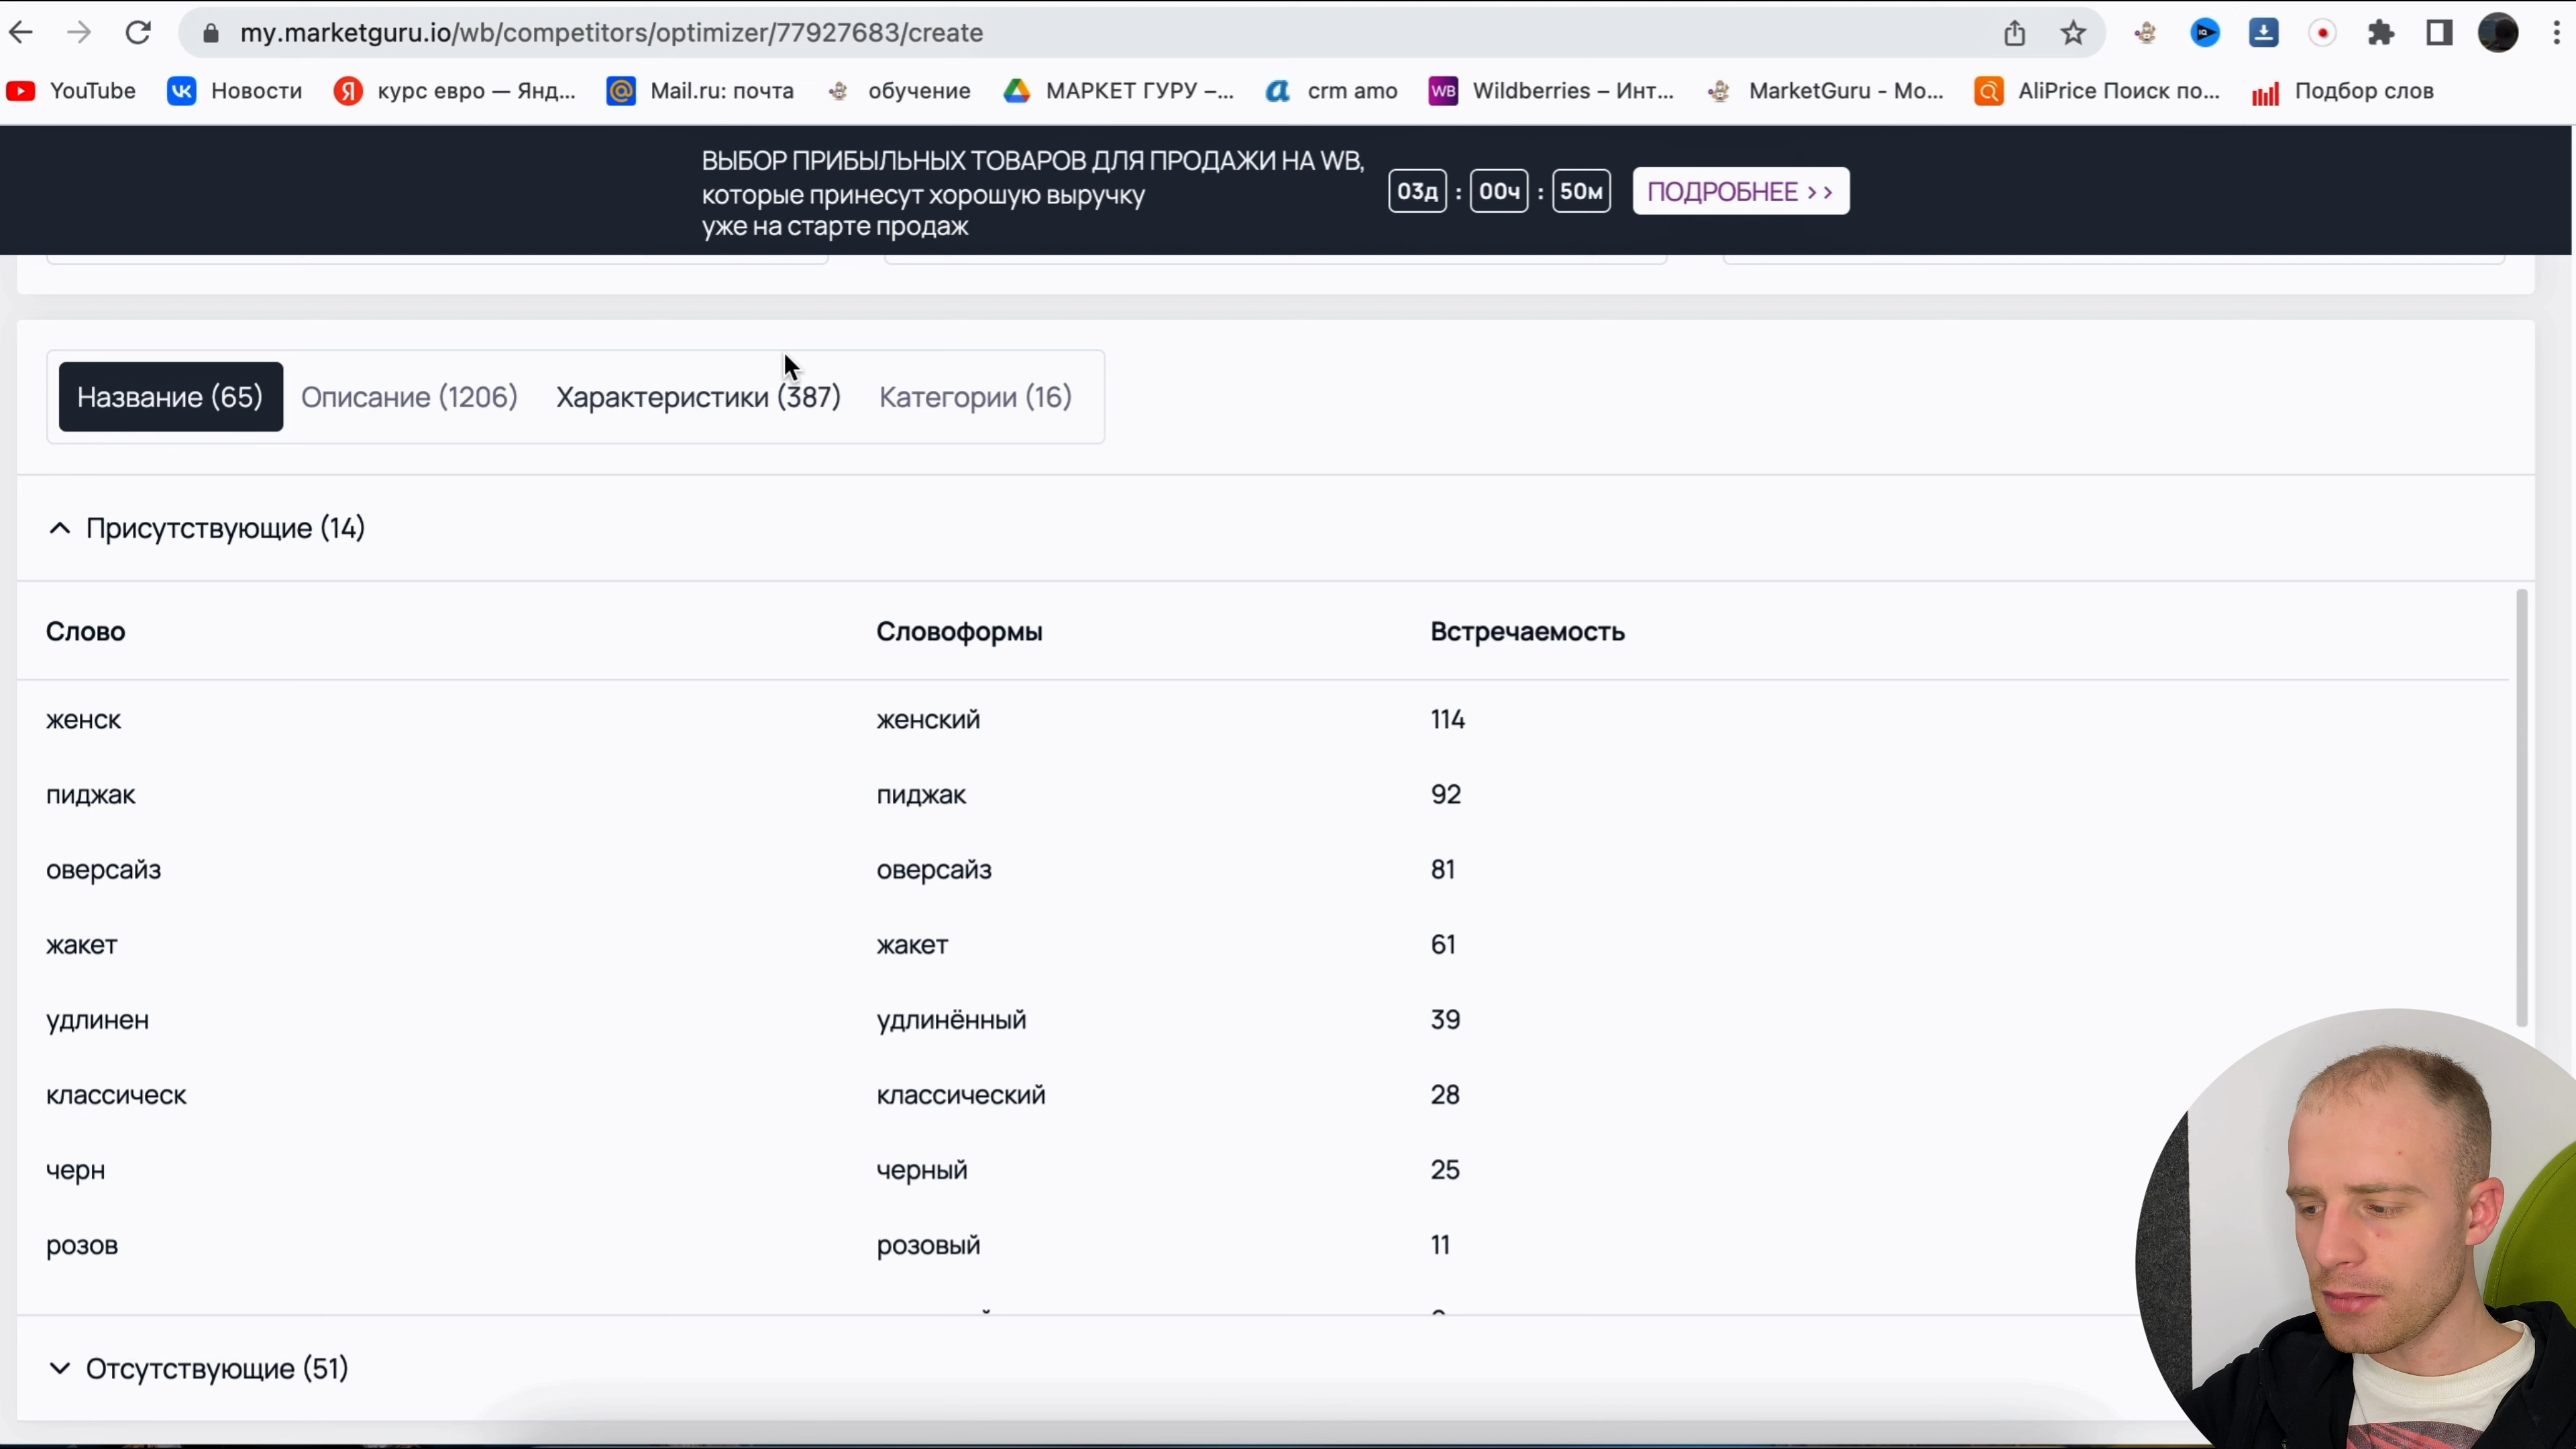 my.marketguru.io/wb/competitors/optimizer/77927683/create
YouTube Новости курс евро — Янд... Mail.ru: почта обучение МАРКЕТ ГУРУ –... crm amo Wildberries – Инт... MarketGuru - Mo... AliPrice Поиск по... Подбор слов
ВЫБОР ПРИБЫЛЬНЫХ ТОВАРОВ ДЛЯ ПРОДАЖИ НА WB,
которые принесут хорошую выручку
уже на старте продаж
03д : 00ч : 50м ПОДРОБНЕЕ >>
Название (65) Описание (1206) Характеристики (387) Категории (16)
Присутствующие (14)
Слово Словоформы Встречаемость
женск женский 114
пиджак пиджак 92
оверсайз оверсайз 81
жакет жакет 61
удлинен удлинённый 39
классическ классический 28
черн черный 25
розов розовый 11
Отсутствующие (51)